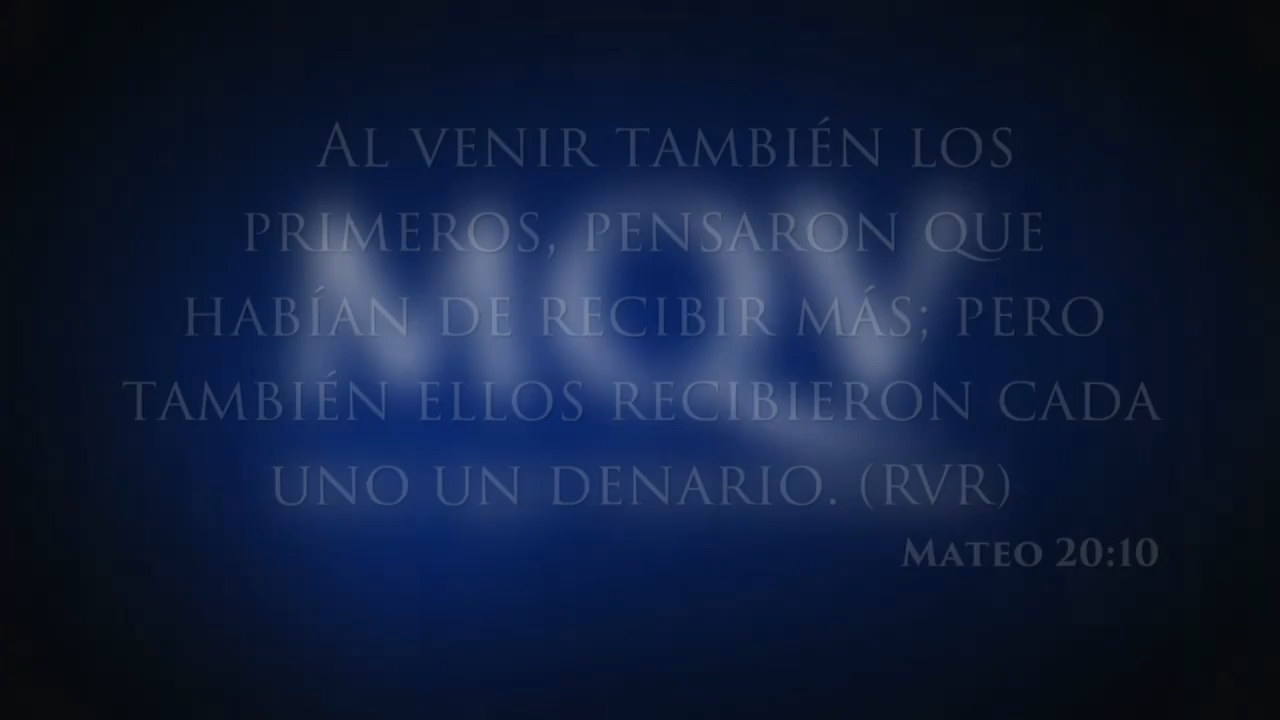 Al venir también los
primeros, pensaron que
habían de recibir más; pero
también ellos recibieron cada
uno un denario. (RVR)
Mateo 20:10
MQV